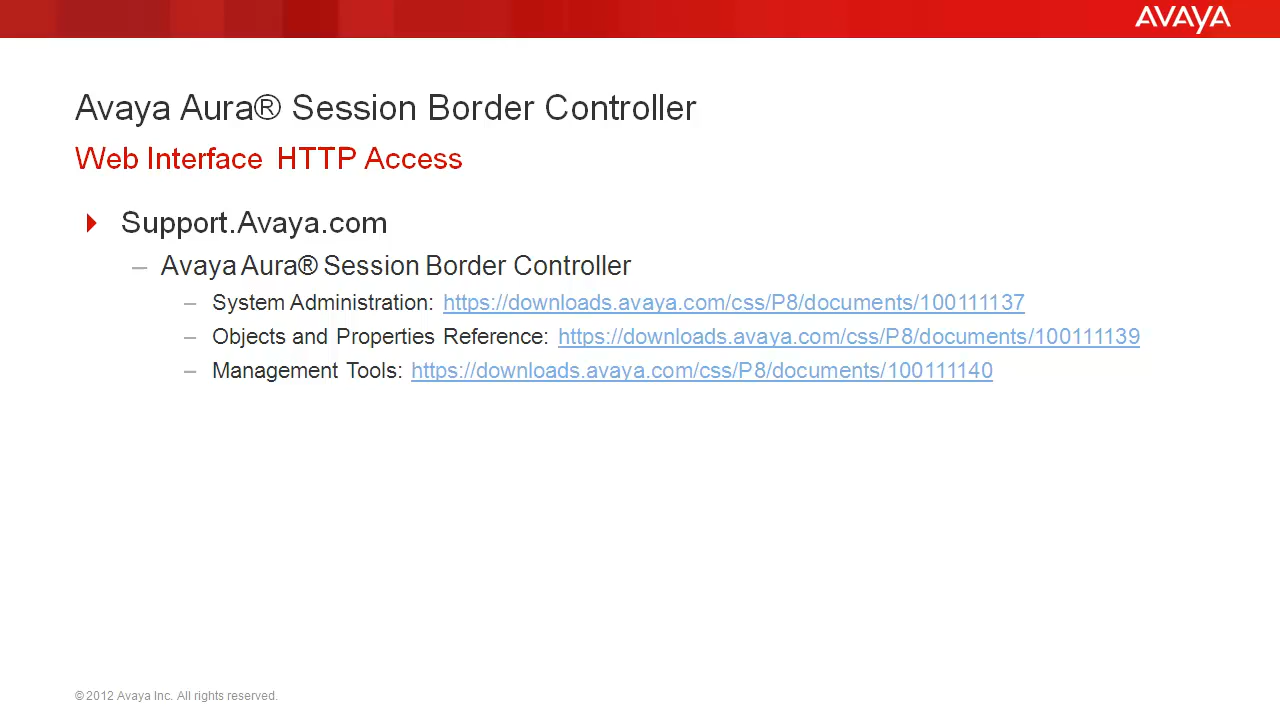 AVAYA
Avaya Aura® Session Border Controller
Web Interface HTTP Access
Support.Avaya.com
– Avaya Aura® Session Border Controller
– System Administration: https://downloads.avaya.com/css/P8/documents/100111137
– Objects and Properties Reference: https://downloads.avaya.com/css/P8/documents/100111139
– Management Tools: https://downloads.avaya.com/css/P8/documents/100111140
© 2012 Avaya Inc. All rights reserved.